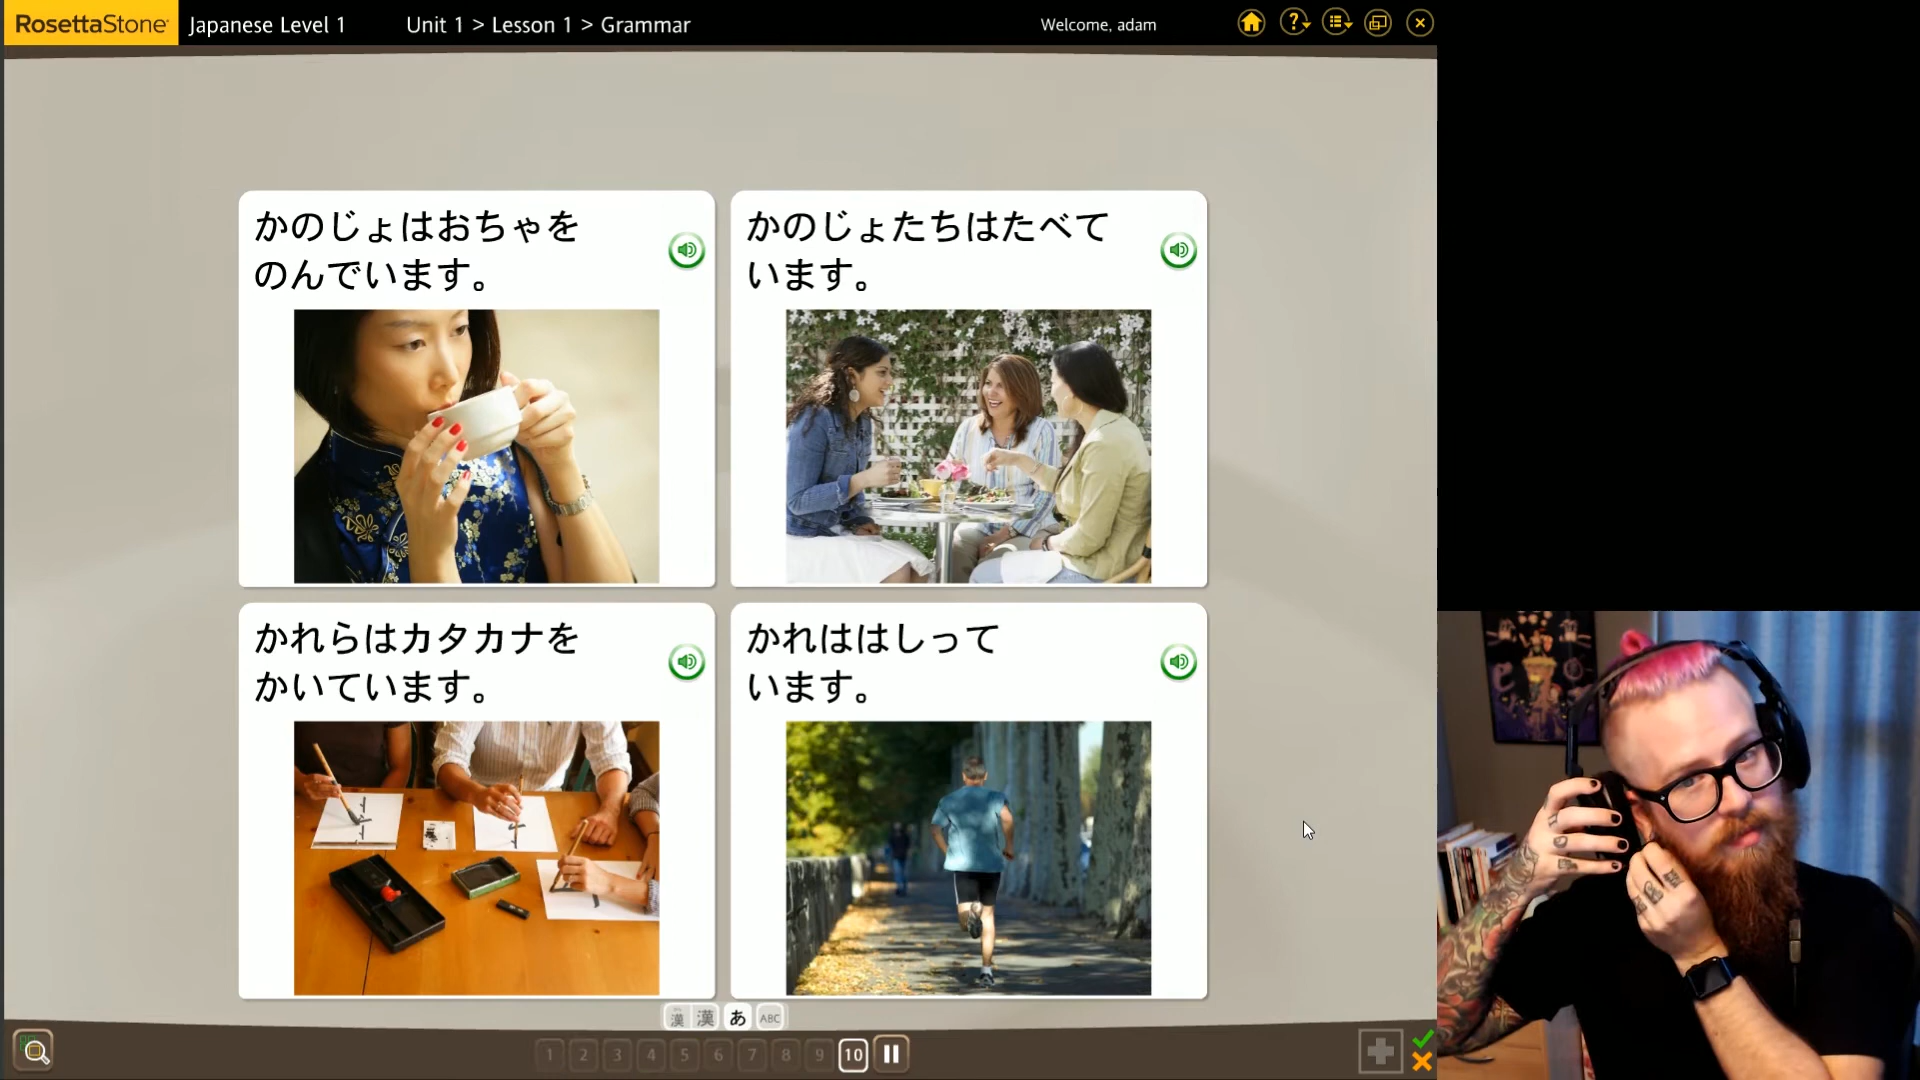 RosettaStone
Japanese Level 1
Unit 1 > Lesson 1 > Grammar
Welcome, adam
かのじょはおちゃを
のんでいます。
かのじょたちはたべて
います。
かれらはカタカナを
かいています。
かれははしって
います。
漢 漢 あ ABC
1 2 3 4 5 6 7 8 9 10